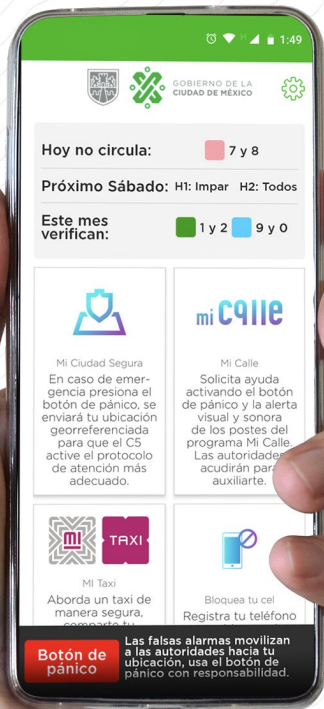 1:49
GOBIERNO DE LA
CIUDAD DE MÉXICO
Hoy no circula: 7 y 8
Próximo Sábado: H1: Impar H2: Todos
Este mes
verifican: 1 y 2 9 y 0
Mi Ciudad Segura
En caso de emer-
gencia presiona el
botón de pánico, se
enviará tu ubicación
georreferenciada
para que el C5
active el protocolo
de atención más
adecuado.
mi CALLE
Mi Calle
Solicita ayuda
activando el botón
de pánico y la alerta
visual y sonora
de los postes del
programa Mi Calle.
Las autoridades
acudirán para
auxiliarte.
MI TAXI
MI Taxi
Aborda un taxi de
manera segura,
comparte tu
Bloquea tu cel
Registra tu teléfono
Botón de
pánico
Las falsas alarmas movilizan
a las autoridades hacia tu
ubicación, usa el botón de
pánico con responsabilidad.